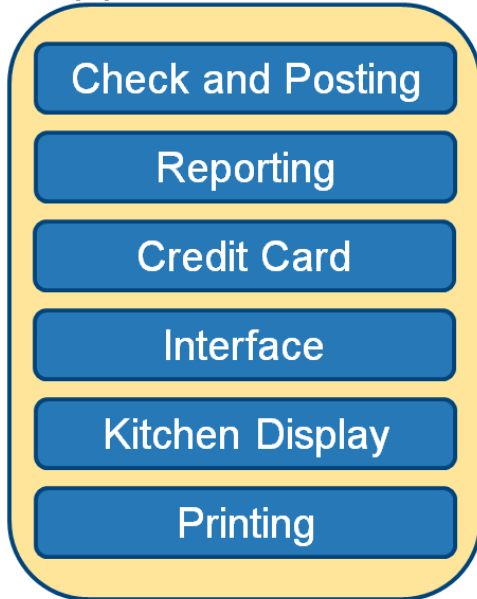 Check and Posting
Reporting
Credit Card
Interface
Kitchen Display
Printing